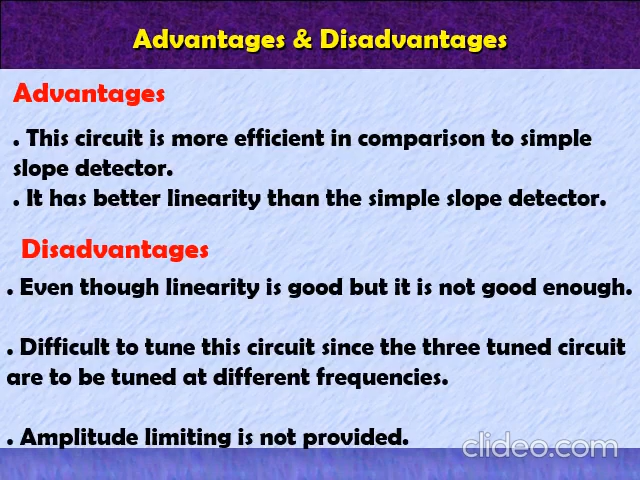 Advantages & Disadvantages
Advantages
. This circuit is more efficient in comparison to simple
slope detector.
. It has better linearity than the simple slope detector.
Disadvantages
. Even though linearity is good but it is not good enough.
. Difficult to tune this circuit since the three tuned circuit
are to be tuned at different frequencies.
. Amplitude limiting is not provided.
clideo.com